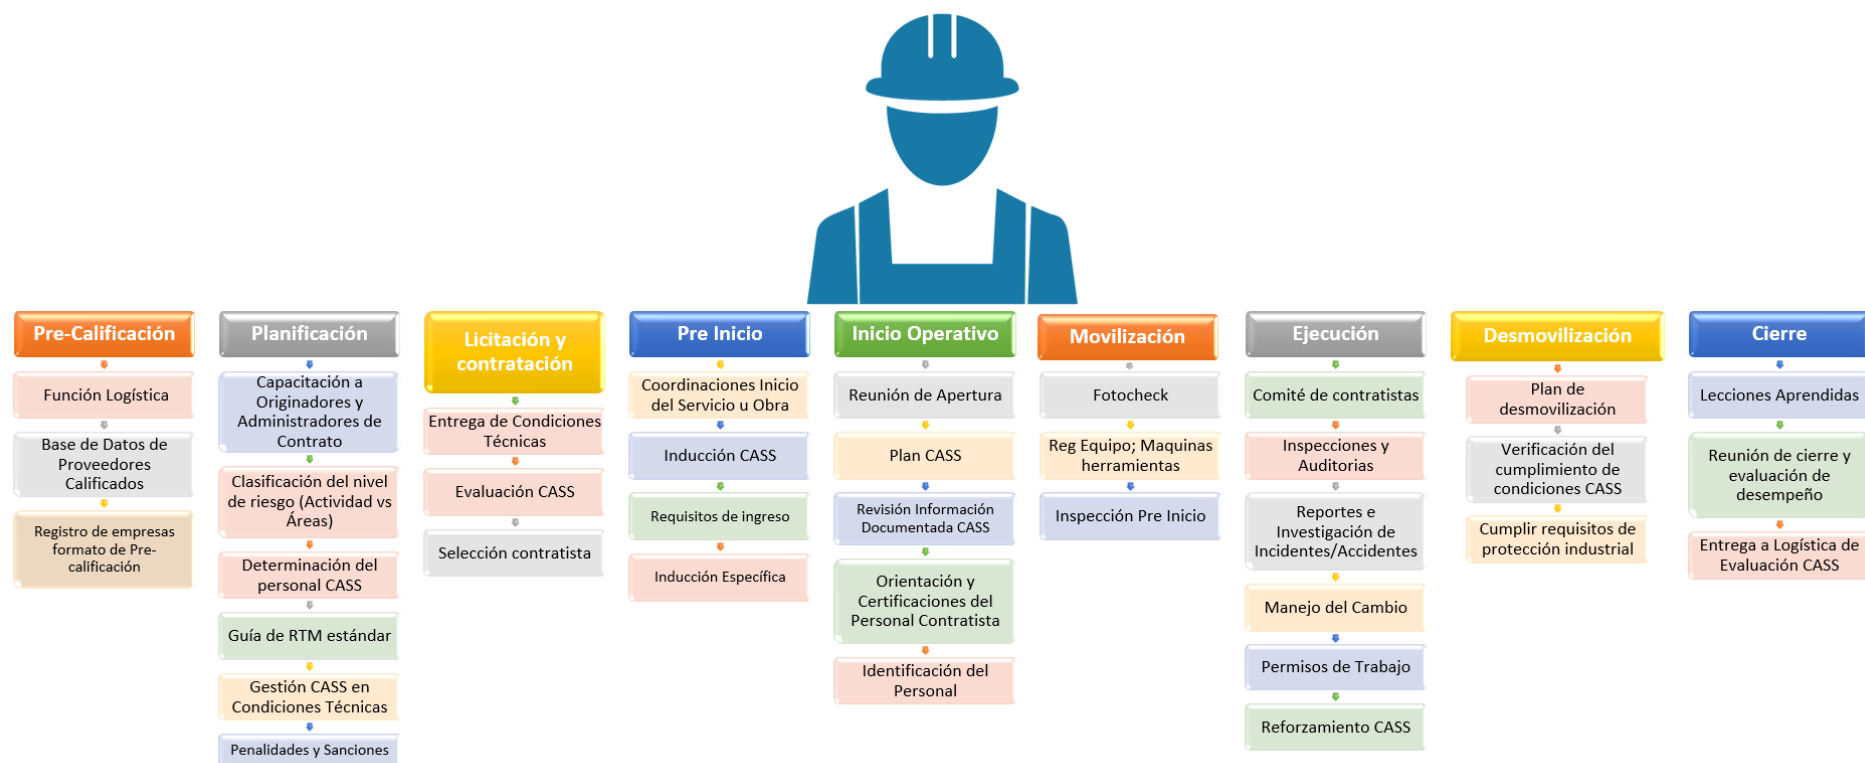 Pre-Calificación
Función Logística
Base de Datos de
Proveedores
Calificados
Registro de empresas
formato de Pre-
calificación
Planificación
Capacitación a
Originadores y
Administradores de
Contrato
Clasificación del nivel
de riesgo (Actividad vs
Áreas)
Determinación del
personal CASS
Guía de RTM estándar
Gestión CASS en
Condiciones Técnicas
Penalidades y Sanciones
Licitación y
contratación
Entrega de Condiciones
Técnicas
Evaluación CASS
Selección contratista
Pre Inicio
Coordinaciones Inicio
del Servicio u Obra
Inducción CASS
Requisitos de ingreso
Inducción Específica
Inicio Operativo
Reunión de Apertura
Plan CASS
Revisión Información
Documentada CASS
Orientación y
Certificaciones del
Personal Contratista
Identificación del
Personal
Movilización
Fotocheck
Reg Equipo; Maquinas
herramientas
Inspección Pre Inicio
Ejecución
Comité de contratistas
Inspecciones y
Auditorias
Reportes e
Investigación de
Incidentes/Accidentes
Manejo del Cambio
Permisos de Trabajo
Reforzamiento CASS
Desmovilización
Plan de
desmovilización
Verificación del
cumplimiento de
condiciones CASS
Cumplir requisitos de
protección industrial
Cierre
Lecciones Aprendidas
Reunión de cierre y
evaluación de
desempeño
Entrega a Logística de
Evaluación CASS